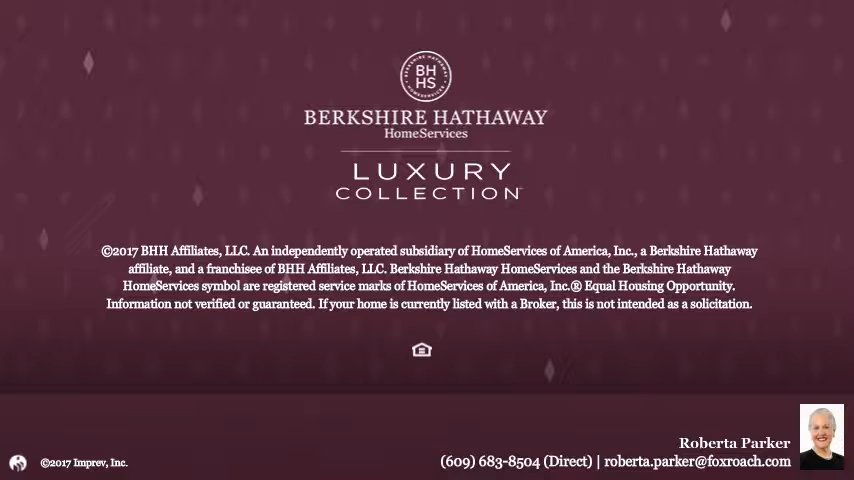 BH
HS
BERKSHIRE HATHAWAY
HomeServices
LUXURY
COLLECTION
©2017 BHH Affiliates, LLC. An independently operated subsidiary of HomeServices of America, Inc., a Berkshire Hathaway
affiliate, and a franchisee of BHH Affiliates, LLC. Berkshire Hathaway HomeServices and the Berkshire Hathaway
HomeServices symbol are registered service marks of HomeServices of America, Inc.® Equal Housing Opportunity.
Information not verified or guaranteed. If your home is currently listed with a Broker, this is not intended as a solicitation.
Roberta Parker
(609) 683-8504 (Direct) | roberta.parker@foxroach.com
©2017 Imprev, Inc.